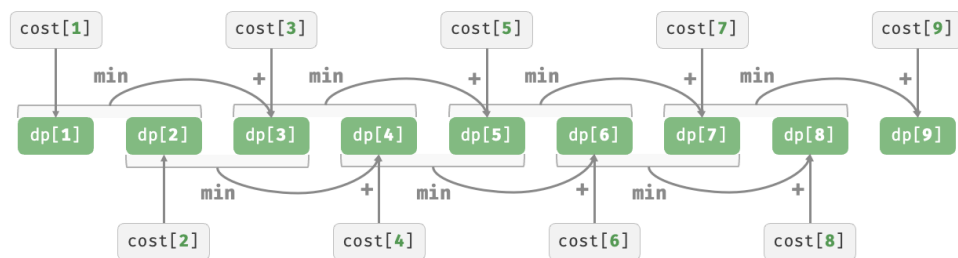 cost[1] cost[3] cost[5] cost[7] cost[9]
min + min + min + min +
dp[1] dp[2] dp[3] dp[4] dp[5] dp[6] dp[7] dp[8] dp[9]
min + min + min +
cost[2] cost[4] cost[6] cost[8]